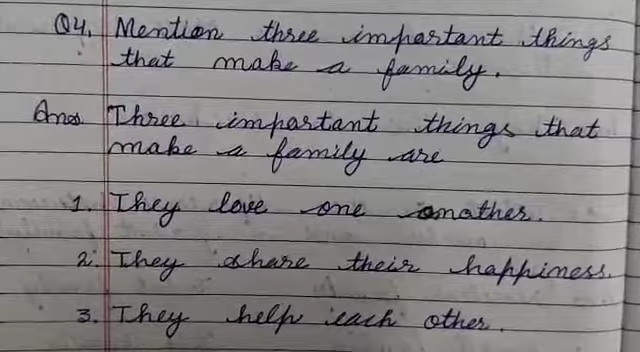 Q4. Mention three important things
that make a family.
Ans Three important things that
make a family are
1. They love one another.
2. They share their happiness.
3. They help each other.